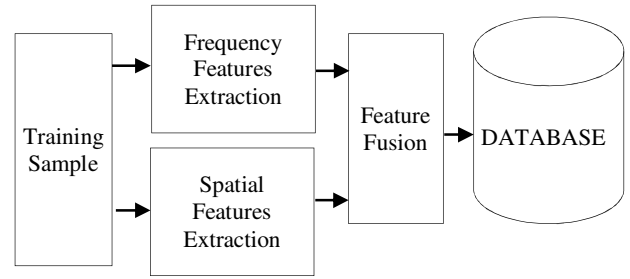 Training
Sample
Frequency
Features
Extraction
Spatial
Features
Extraction
Feature
Fusion
DATABASE